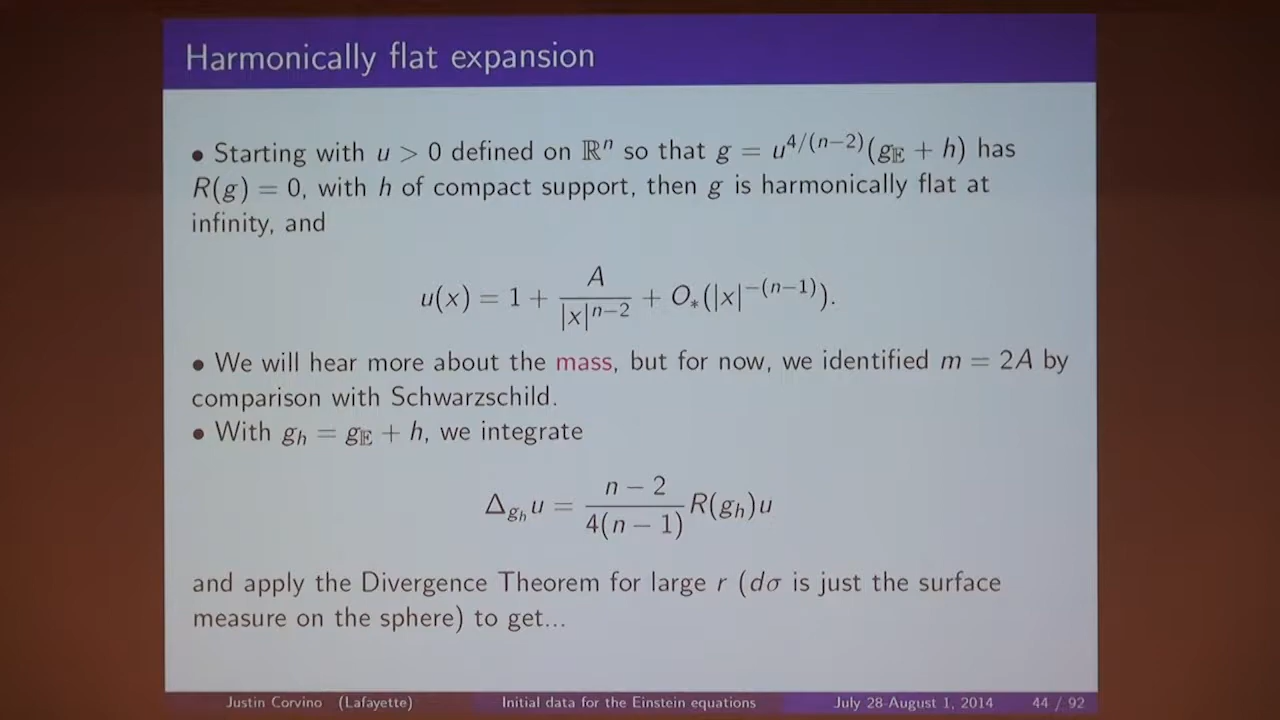 Harmonically flat expansion
• Starting with u > 0 defined on ℝⁿ so that g = u^{4/(n−2)}(g_𝔼 + h) has
R(g) = 0, with h of compact support, then g is harmonically flat at
infinity, and
u(x) = 1 + A/|x|^{n−2} + O_*(|x|^{−(n−1)}).
• We will hear more about the mass, but for now, we identified m = 2A by
comparison with Schwarzschild.
• With g_h = g_𝔼 + h, we integrate
Δ_{g_h} u = (n − 2)/(4(n − 1)) R(g_h)u
and apply the Divergence Theorem for large r (dσ is just the surface
measure on the sphere) to get...
Justin Corvino (Lafayette) Initial data for the Einstein equations July 28-August 1, 2014 44 / 92